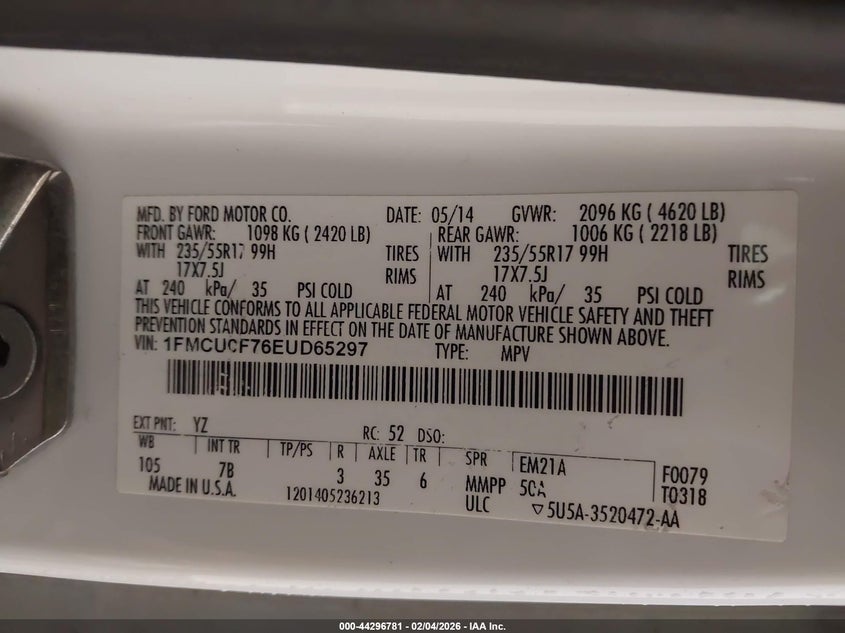 MFD. BY FORD MOTOR CO. DATE: 05/14 GVWR: 2096 KG ( 4620 LB)
FRONT GAWR: 1098 KG ( 2420 LB) REAR GAWR: 1006 KG ( 2218 LB)
WITH 235/55R17 99H TIRES WITH 235/55R17 99H TIRES
17X7.5J RIMS 17X7.5J RIMS
AT 240 kPa/ 35 PSI COLD AT 240 kPa/ 35 PSI COLD
THIS VEHICLE CONFORMS TO ALL APPLICABLE FEDERAL MOTOR VEHICLE SAFETY AND THEFT
PREVENTION STANDARDS IN EFFECT ON THE DATE OF MANUFACTURE SHOWN ABOVE.
VIN: 1FMCU0F76EUD65297 TYPE: MPV
EXT PNT: YZ RC: 52 DSO:
WB INT TR TP/PS R AXLE TR SPR EM21A F0079
105 7B 3 35 6 MMPP 50A T0318
MADE IN U.S.A. 1201405236213 ULC ▽5U5A-3520472-AA
000-44296781 - 02/04/2026 - IAA Inc.